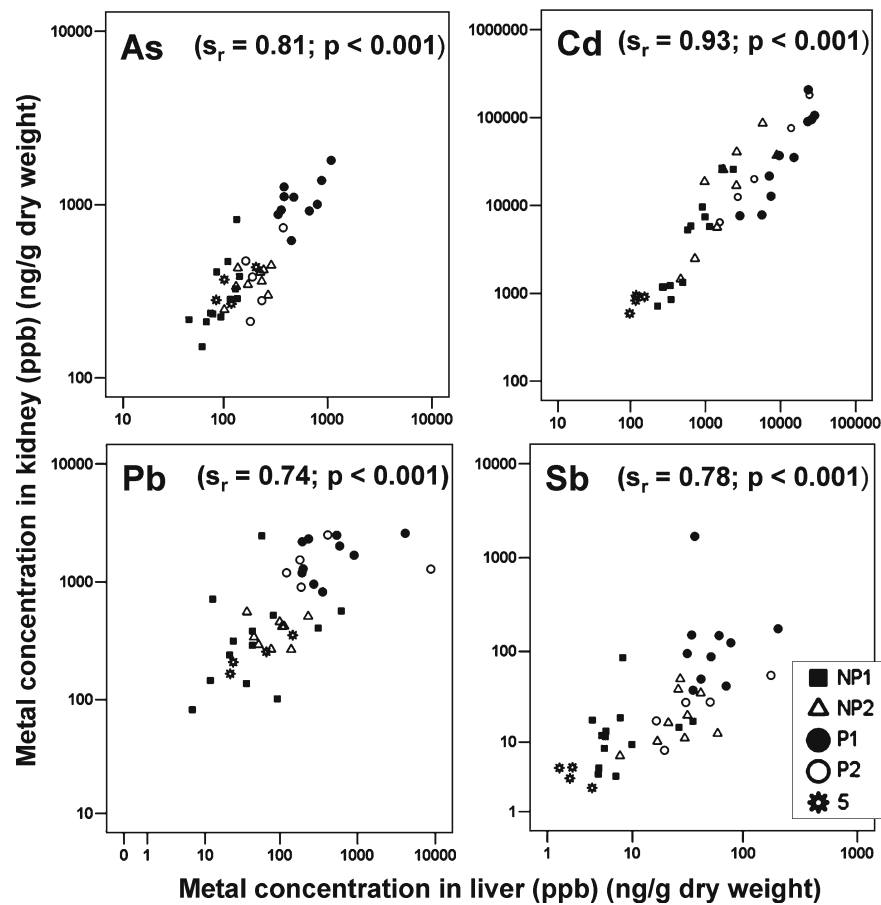 Metal concentration in kidney (ppb) (ng/g dry weight)
As (sr = 0.81; p < 0.001)
10000
1000
100
10 100 1000 10000
Cd (sr = 0.93; p < 0.001)
1000000
100000
10000
1000
100
10 100 1000 10000 100000
Pb (sr = 0.74; p < 0.001)
10000
1000
100
10
0 1 10 100 1000 10000
Sb (sr = 0.78; p < 0.001)
10000
1000
100
10
1
1 10 100 1000
NP1
NP2
P1
P2
5
Metal concentration in liver (ppb) (ng/g dry weight)